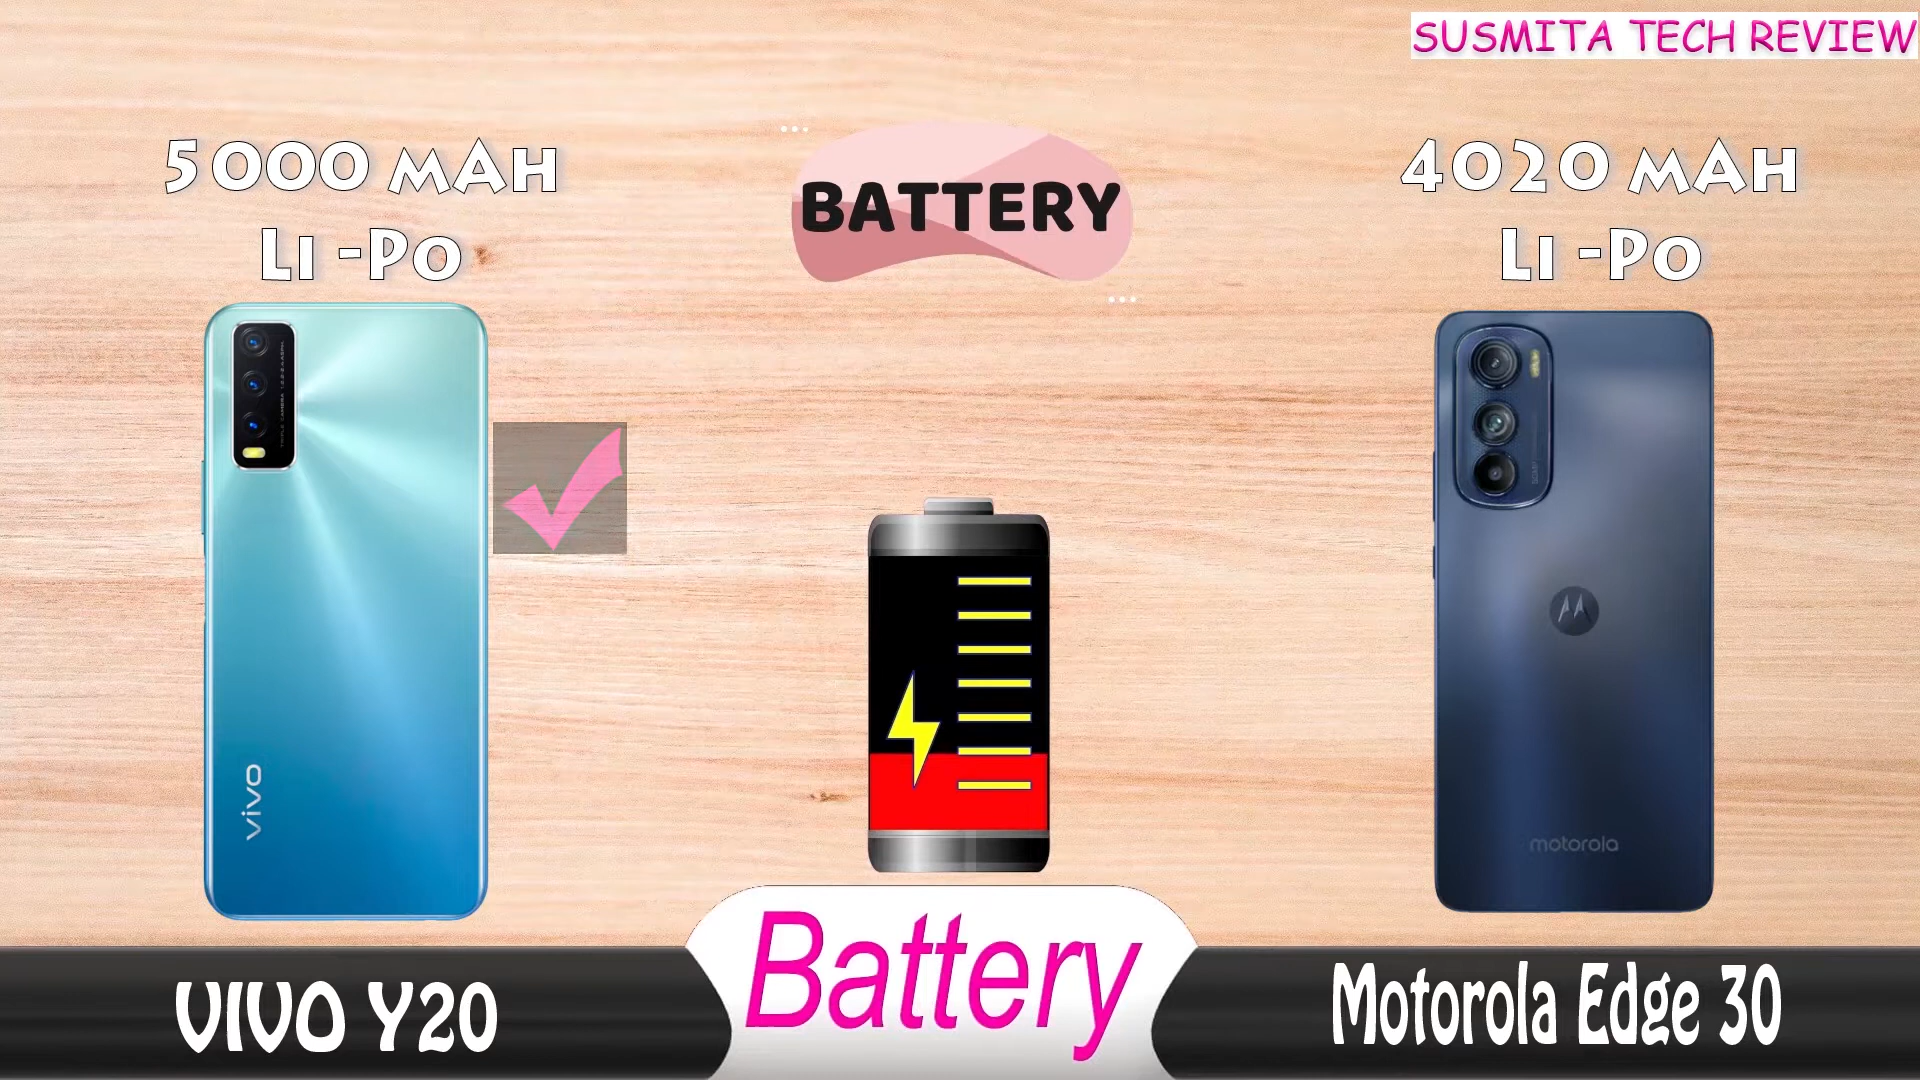 SUSMITA TECH REVIEW
5000 mAh
Li -Po
BATTERY
4020 mAh
Li -Po
vivo
motorola
VIVO Y20
Battery
Motorola Edge 30